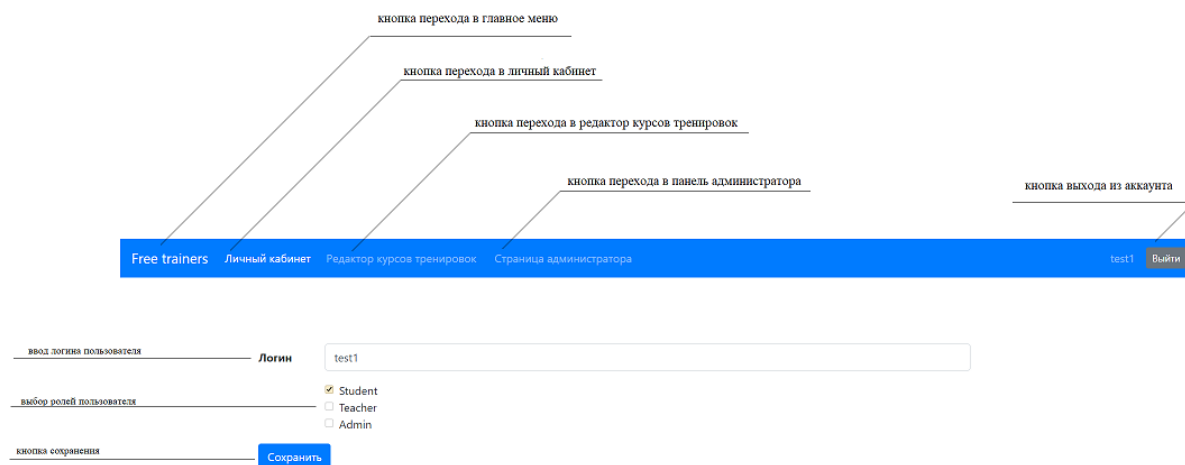 кнопка перехода в главное меню
кнопка перехода в личный кабинет
кнопка перехода в редактор курсов тренировок
кнопка перехода в панель администратора
кнопка выхода из аккаунта
Free trainers Личный кабинет Редактор курсов тренировок Страница администратора test1 Выйти
ввод логина пользователя
Логин test1
Student
выбор ролей пользователя
Teacher
Admin
кнопка сохранения
Сохранить